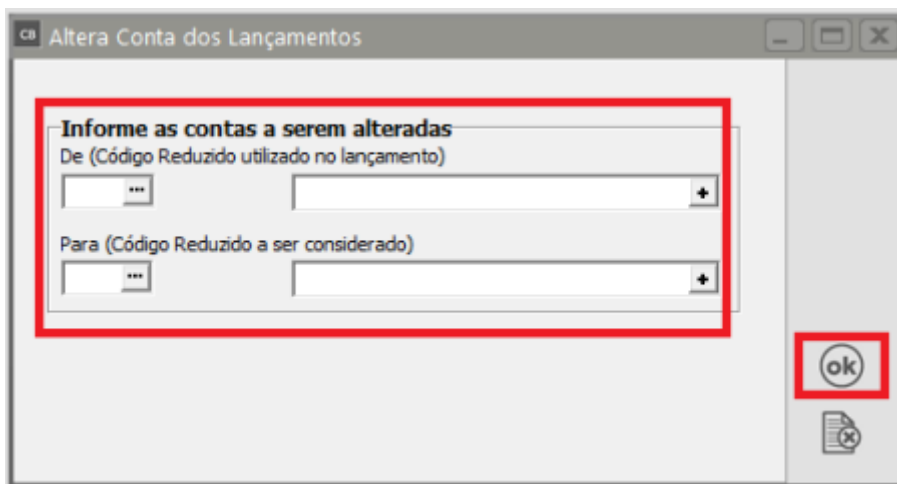 CB Altera Conta dos Lançamentos
Informe as contas a serem alteradas
De (Código Reduzido utilizado no lançamento)
...
+
Para (Código Reduzido a ser considerado)
...
+
ok